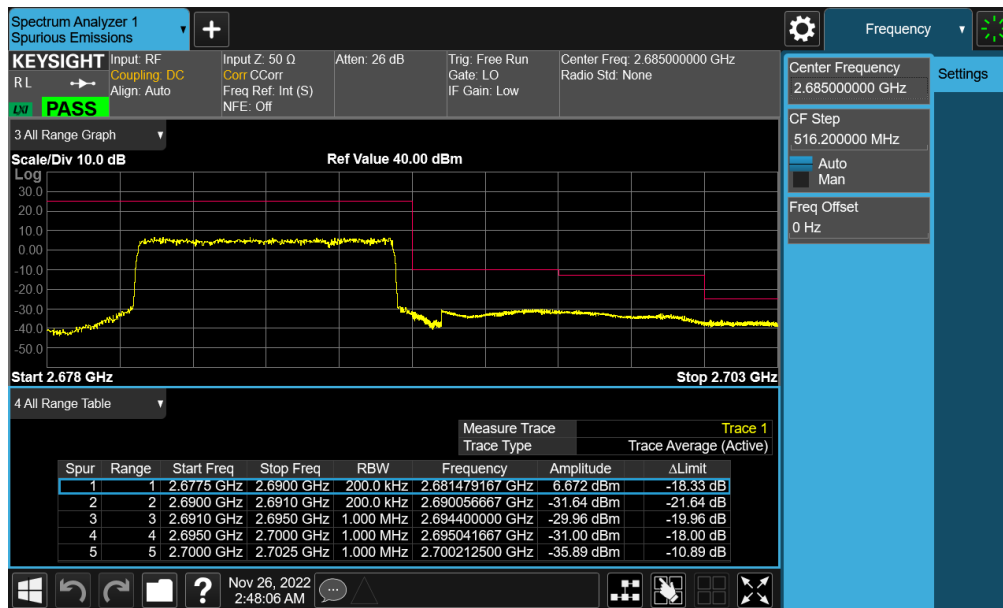 Spectrum Analyzer 1
Spurious Emissions
Frequency
KEYSIGHT
R L
LXI
PASS
Input: RF
Coupling: DC
Align: Auto
Input Z: 50 Ω
Corr CCorr
Freq Ref: Int (S)
NFE: Off
Atten: 26 dB
Trig: Free Run
Gate: LO
IF Gain: Low
Center Freq: 2.685000000 GHz
Radio Std: None
Center Frequency
2.685000000 GHz
Settings
CF Step
516.200000 MHz
Auto
Man
Freq Offset
0 Hz
3 All Range Graph
Scale/Div 10.0 dB
Ref Value 40.00 dBm
Log
30.0
20.0
10.0
0.00
-10.0
-20.0
-30.0
-40.0
-50.0
Start 2.678 GHz
Stop 2.703 GHz
4 All Range Table
Measure Trace Trace 1
Trace Type Trace Average (Active)
Spur Range Start Freq Stop Freq RBW Frequency Amplitude ΔLimit
1 1 2.6775 GHz 2.6900 GHz 200.0 kHz 2.681479167 GHz 6.672 dBm -18.33 dB
2 2 2.6900 GHz 2.6910 GHz 200.0 kHz 2.690056667 GHz -31.64 dBm -21.64 dB
3 3 2.6910 GHz 2.6950 GHz 1.000 MHz 2.694400000 GHz -29.96 dBm -19.96 dB
4 4 2.6950 GHz 2.7000 GHz 1.000 MHz 2.695041667 GHz -31.00 dBm -18.00 dB
5 5 2.7000 GHz 2.7025 GHz 1.000 MHz 2.700212500 GHz -35.89 dBm -10.89 dB
Nov 26, 2022
2:48:06 AM